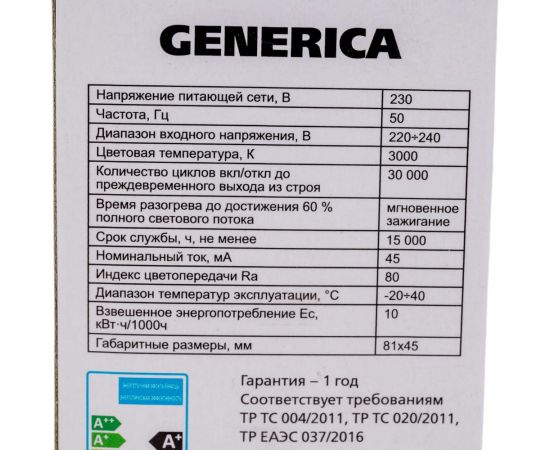 GENERICA
Напряжение питающей сети, В 230
Частота, Гц 50
Диапазон входного напряжения, В 220÷240
Цветовая температура, К 3000
Количество циклов вкл/откл до
преждевременного выхода из строя 30 000
Время разогрева до достижения 60 %
полного светового потока мгновенное
зажигание
Срок службы, ч, не менее 15 000
Номинальный ток, мА 45
Индекс цветопередачи Ra 80
Диапазон температур эксплуатации, °C -20÷40
Взвешенное энергопотребление Ес,
кВт·ч/1000ч 10
Габаритные размеры, мм 81x45
Гарантия – 1 год
Соответствует требованиям
ТР ТС 004/2011, ТР ТС 020/2011,
ТР ЕАЭС 037/2016
A++
A+
A+